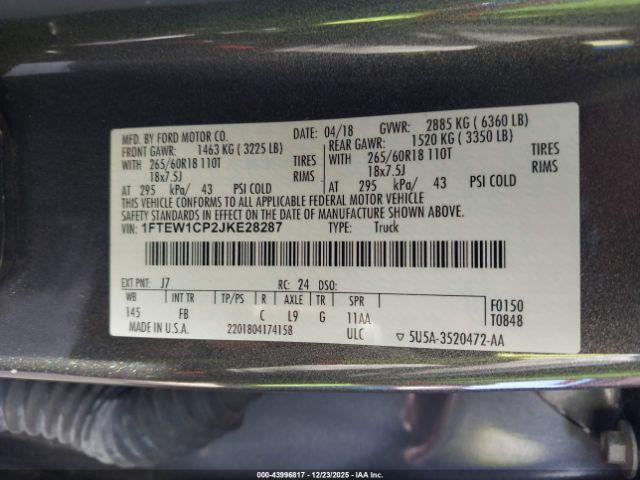 MFD. BY FORD MOTOR CO. DATE: 04/18 GVWR: 2885 KG ( 6360 LB)
FRONT GAWR: 1463 KG ( 3225 LB) REAR GAWR: 1520 KG ( 3350 LB)
WITH 265/60R18 110T TIRES WITH 265/60R18 110T TIRES
18x7.5J RIMS 18x7.5J RIMS
AT 295 kPa/ 43 PSI COLD AT 295 kPa/ 43 PSI COLD
THIS VEHICLE CONFORMS TO ALL APPLICABLE FEDERAL MOTOR VEHICLE
SAFETY STANDARDS IN EFFECT ON THE DATE OF MANUFACTURE SHOWN ABOVE.
VIN: 1FTEW1CP2JKE28287 TYPE: Truck
EXT PNT: J7 RC: 24 DSO:
WB INT TR TP/PS R AXLE TR SPR F0150
145 FB C L9 G 11AA T0848
MADE IN U.S.A. 2201804174158 ULC ▽ 5U5A-3520472-AA
000-43996817 - 12/23/2025 - IAA Inc.